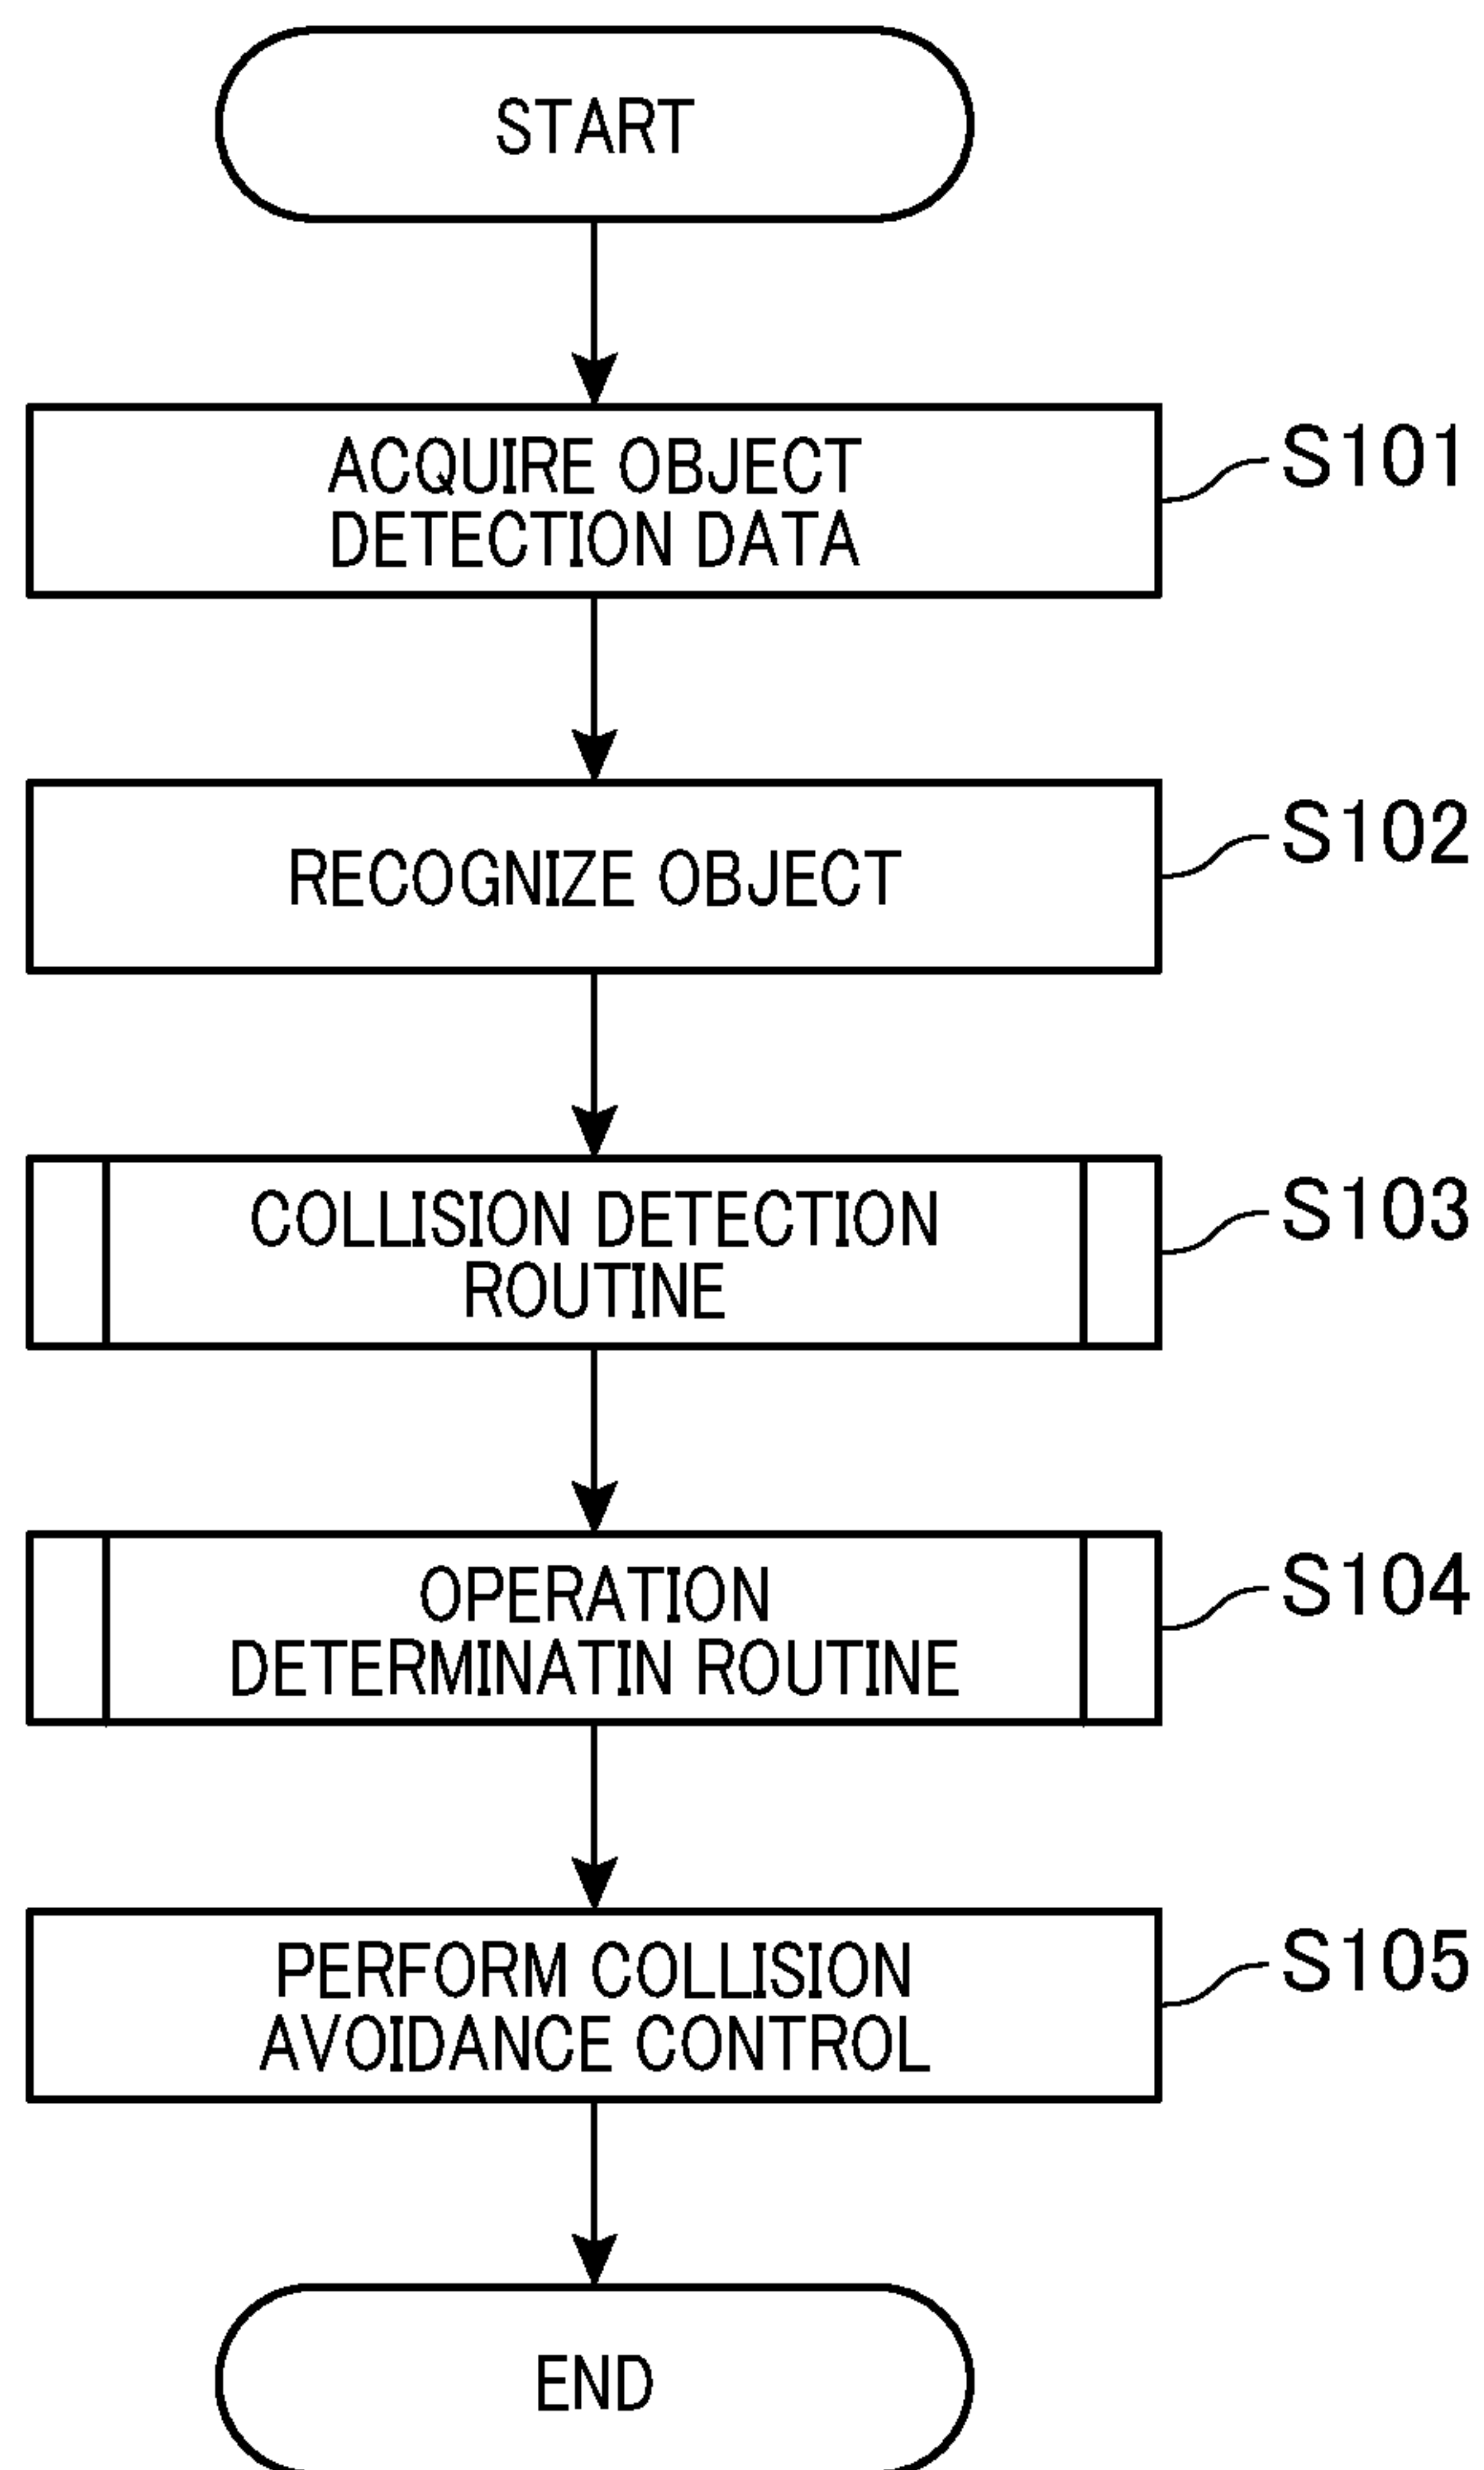 START
ACQUIRE OBJECT
DETECTION DATA
S101
RECOGNIZE OBJECT
S102
COLLISION DETECTION
ROUTINE
S103
OPERATION
DETERMINATIN ROUTINE
S104
PERFORM COLLISION
AVOIDANCE CONTROL
S105
END